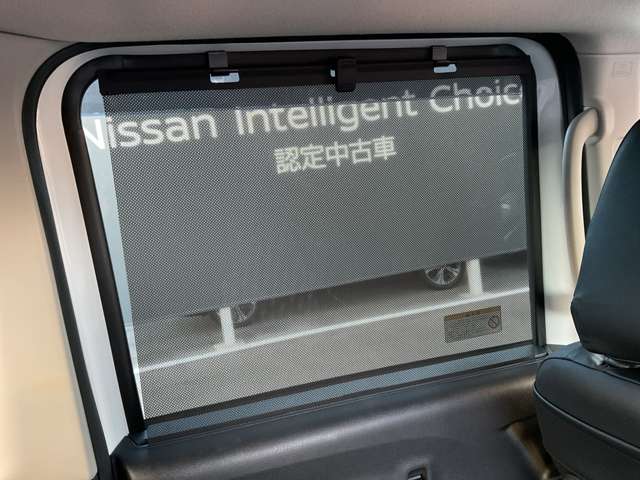 Nissan Intelligent Choice
認定中古車